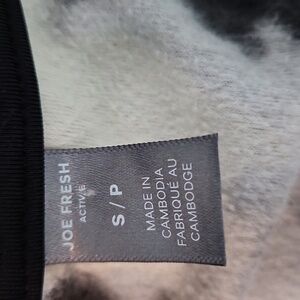 JOE FRESH
ACTIVE
S / P
MADE IN
CAMBODIA
FABRIQUÉ AU
CAMBODGE